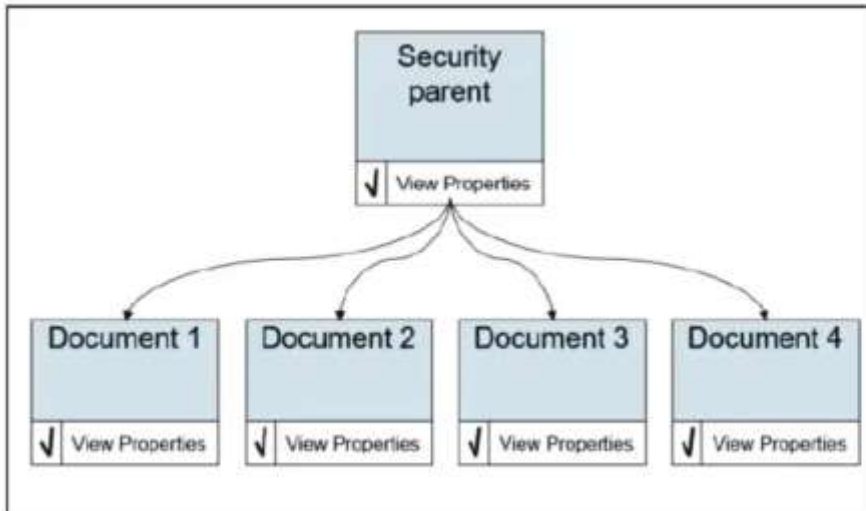 Security
parent
View Properties
Document 1
Document 2
Document 3
Document 4
View Properties
View Properties
View Properties
View Properties